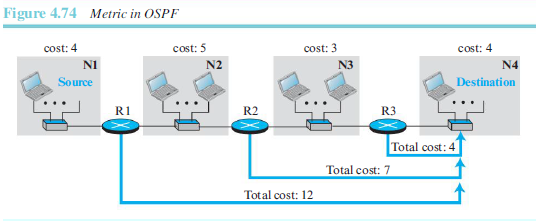 Figure 4.74 Metric in OSPF
cost: 4 cost: 5 cost: 3 cost: 4
N1 N2 N3 N4
Source Destination
R1 R2 R3
Total cost: 4
Total cost: 7
Total cost: 12